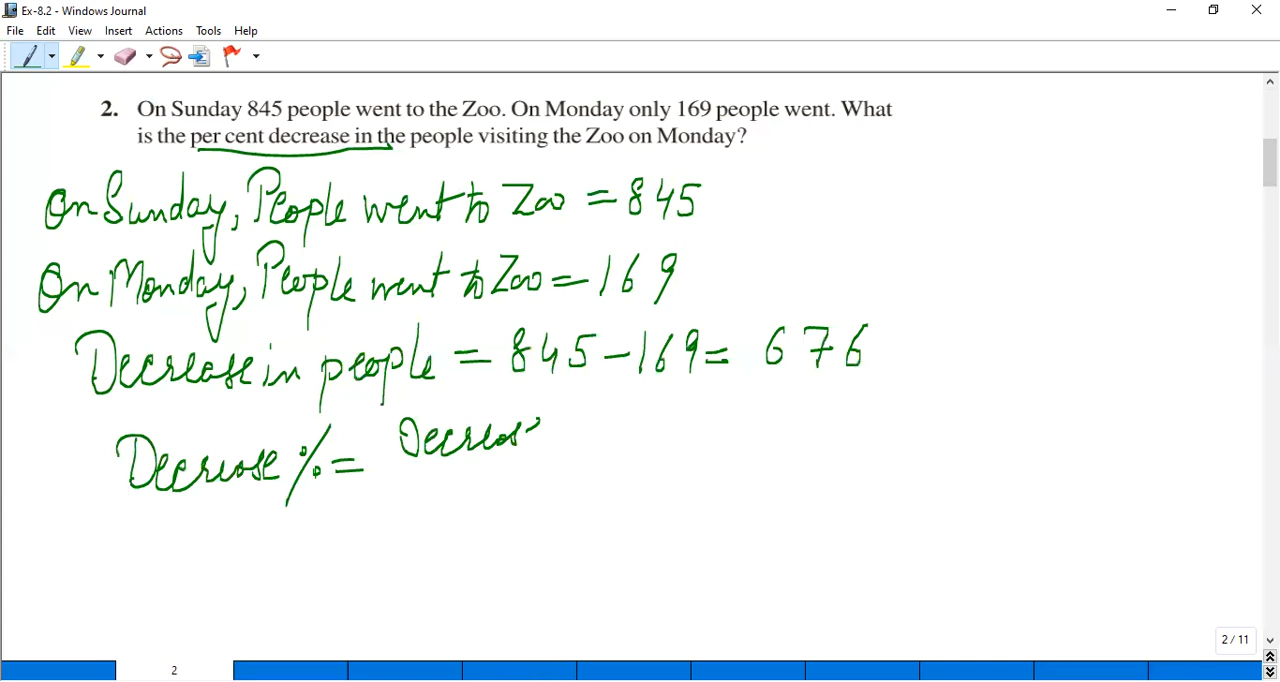 Ex-8.2 - Windows Journal
File Edit View Insert Actions Tools Help
2. On Sunday 845 people went to the Zoo. On Monday only 169 people went. What
is the per cent decrease in the people visiting the Zoo on Monday?
On Sunday, People went to Zoo = 845
On Monday, People went to Zoo = 169
Decrease in people = 845 - 169 = 676
Decrease % = Decreas
2 / 11
2